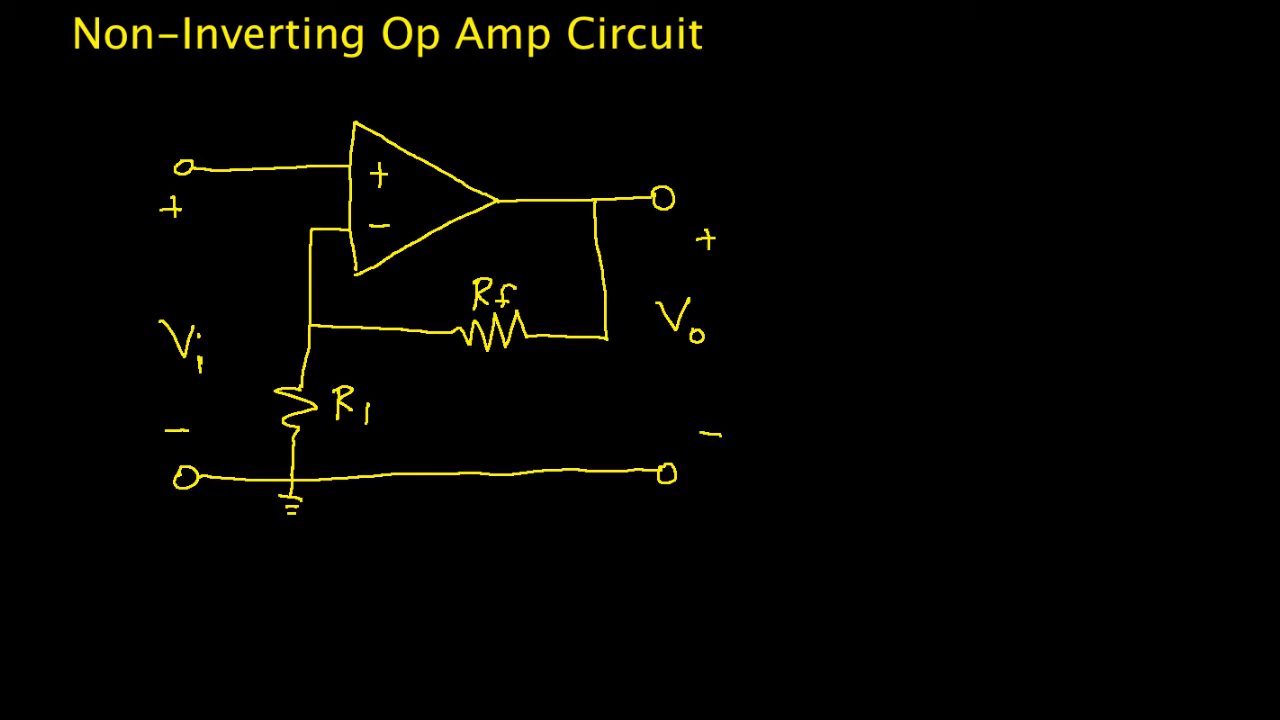 Non-Inverting Op Amp Circuit
+
+
-
+
Rf
Vi
Vo
R1
-
-